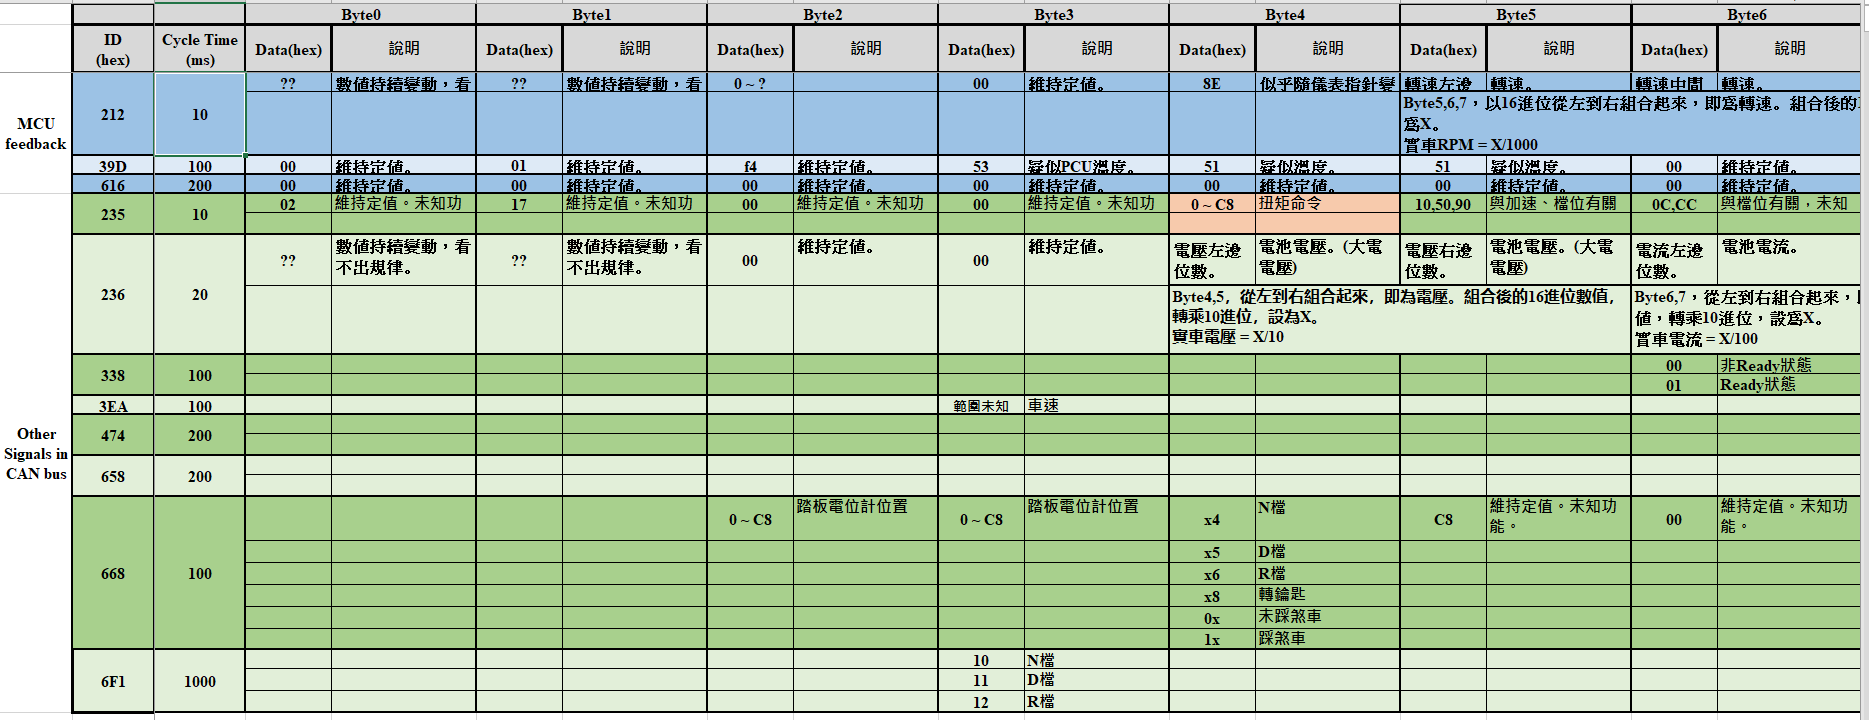 Byte0 Byte1 Byte2 Byte3 Byte4 Byte5 Byte6
ID (hex) Cycle Time (ms) Data(hex) 說明 Data(hex) 說明 Data(hex) 說明 Data(hex) 說明 Data(hex) 說明 Data(hex) 說明 Data(hex) 說明
MCU feedback
212 10 ?? 數值持續變動，看 ?? 數值持續變動，看 0 ~ ? 00 維持定值。 8E 似乎隨儀表指針變 轉速左邊 轉速。 轉速中間 轉速。
Byte5,6,7，以16進位從左到右組合起來，即為轉速。組合後的
為X。
實車RPM = X/1000
39D 100 00 維持定值。 01 維持定值。 f4 維持定值。 53 疑似PCU溫度。 51 疑似溫度。 51 疑似溫度。 00 維持定值。
616 200 00 維持定值。 00 維持定值。 00 維持定值。 00 維持定值。 00 維持定值。 00 維持定值。 00 維持定值。
Other Signals in CAN bus
235 10 02 維持定值。未知功 17 維持定值。未知功 00 維持定值。未知功 00 維持定值。未知功 0 ~ C8 扭矩命令 10,50,90 與加速、檔位有關 0C,CC 與檔位有關，未知
236 20 ?? 數值持續變動，看不出規律。 ?? 數值持續變動，看不出規律。 00 維持定值。 00 維持定值。 電壓左邊位數。 電池電壓。(大電電壓) 電壓右邊位數。 電池電壓。(大電電壓) 電流左邊位數。 電池電流。
Byte4,5，從左到右組合起來，即為電壓。組合後的16進位數值，
轉乘10進位，設為X。
實車電壓 = X/10
Byte6,7，從左到右組合起來，
值，轉乘10進位，設為X。
實車電流 = X/100
338 100 00 非Ready狀態
01 Ready狀態
3EA 100 範圍未知 車速
474 200
658 200
668 100 0 ~ C8 踏板電位計位置 0 ~ C8 踏板電位計位置 x4 N檔 C8 維持定值。未知功能。 00 維持定值。未知功能。
x5 D檔
x6 R檔
x8 轉鑰匙
0x 未踩煞車
1x 踩煞車
6F1 1000 10 N檔
11 D檔
12 R檔